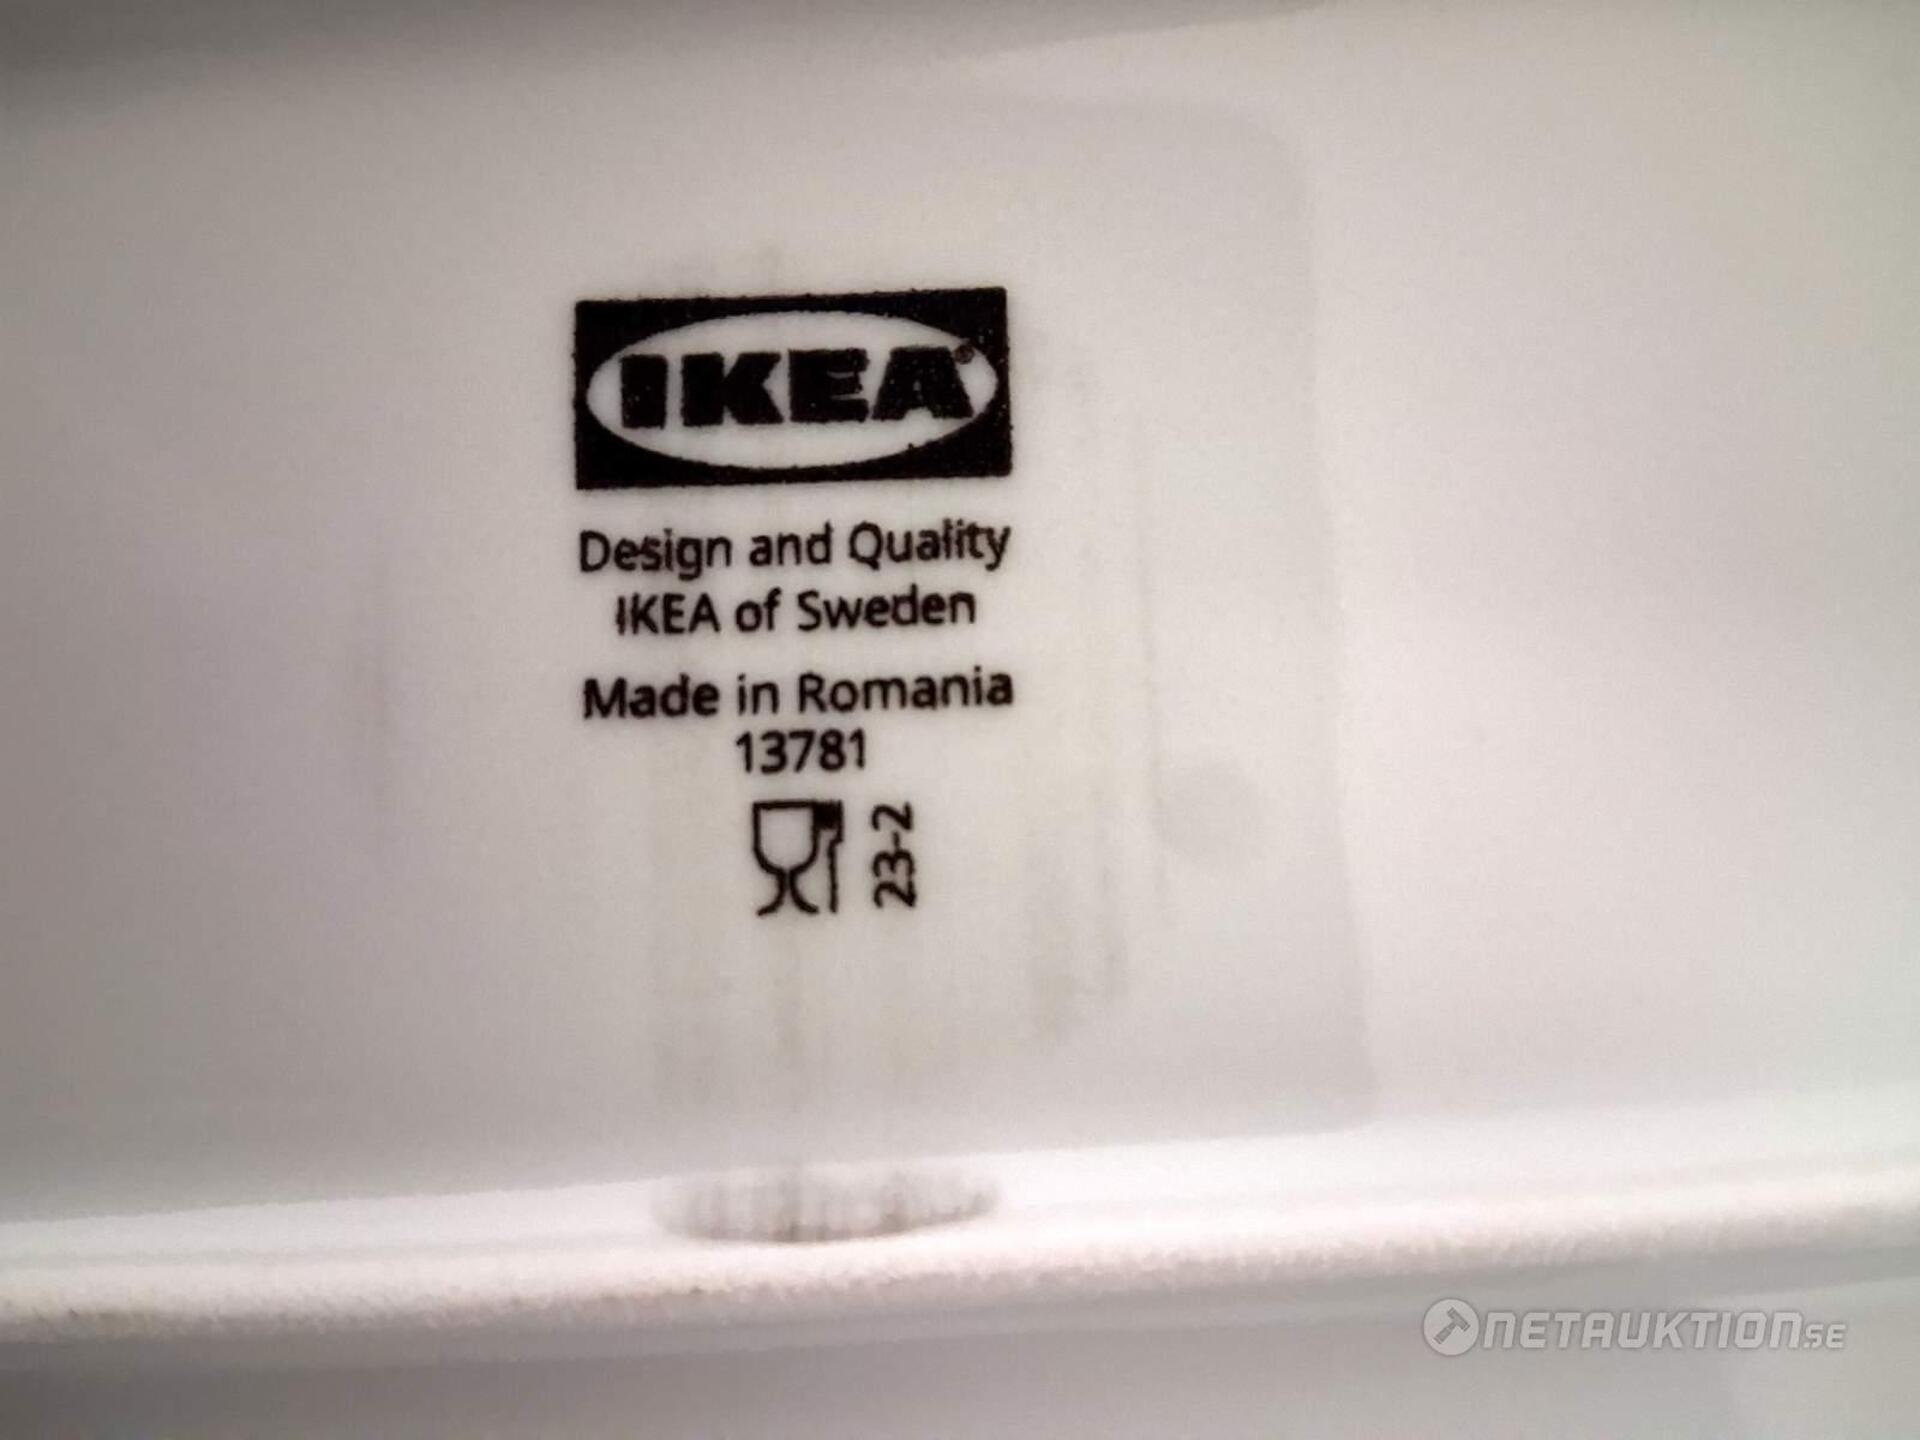 IKEA®
Design and Quality
IKEA of Sweden
Made in Romania
13781
23-2
NETAUKTION.SE